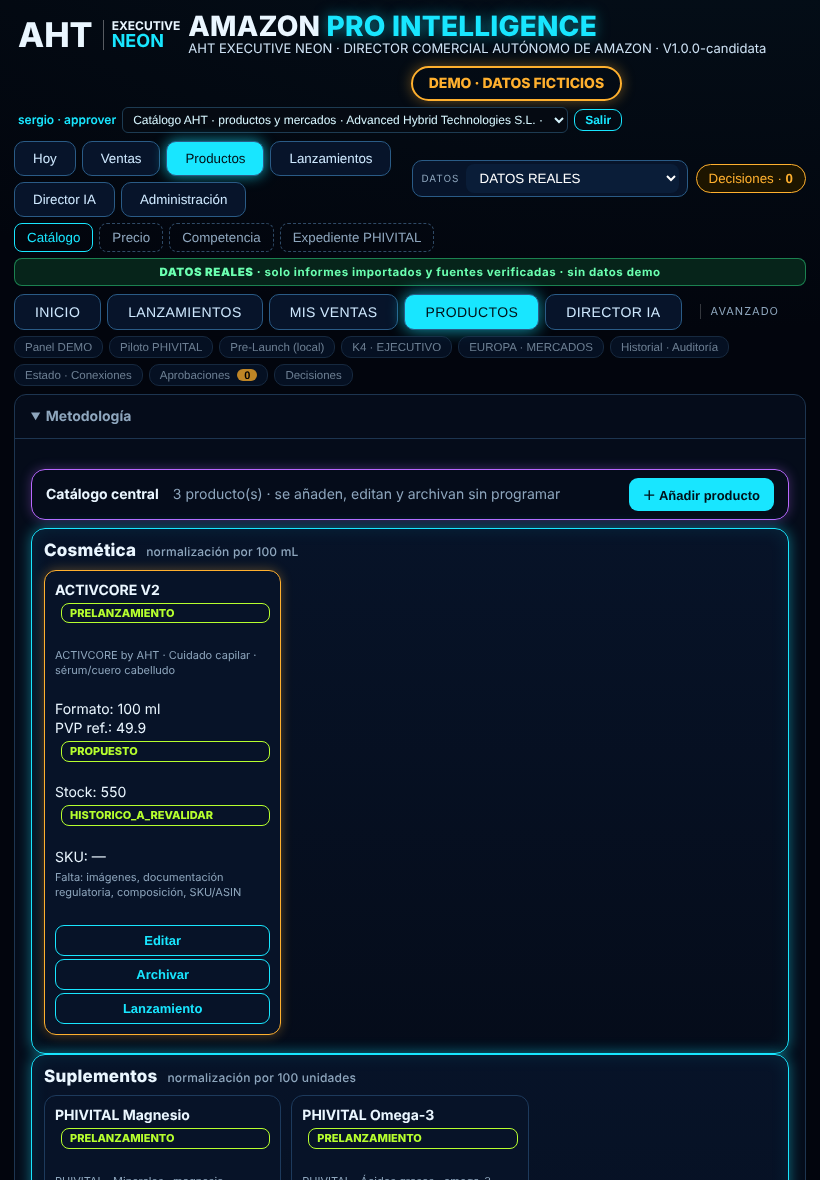 AHT EXECUTIVE NEON
AMAZON PRO INTELLIGENCE
AHT EXECUTIVE NEON · DIRECTOR COMERCIAL AUTÓNOMO DE AMAZON · V1.0.0-candidata
DEMO · DATOS FICTICIOS
sergio · approver Catálogo AHT · productos y mercados · Advanced Hybrid Technologies S.L. · Salir
Hoy Ventas Productos Lanzamientos
Director IA Administración
DATOS DATOS REALES Decisiones · 0
Catálogo Precio Competencia Expediente PHIVITAL
DATOS REALES · solo informes importados y fuentes verificadas · sin datos demo
INICIO LANZAMIENTOS MIS VENTAS PRODUCTOS DIRECTOR IA AVANZADO
Panel DEMO Piloto PHIVITAL Pre-Launch (local) K4 · EJECUTIVO EUROPA · MERCADOS Historial · Auditoría
Estado · Conexiones Aprobaciones 0 Decisiones
▼ Metodología
Catálogo central 3 producto(s) · se añaden, editan y archivan sin programar + Añadir producto
Cosmética normalización por 100 mL
ACTIVCORE V2
PRELANZAMIENTO
ACTIVCORE by AHT · Cuidado capilar ·
sérum/cuero cabelludo
Formato: 100 ml
PVP ref.: 49.9
PROPUESTO
Stock: 550
HISTORICO_A_REVALIDAR
SKU: —
Falta: imágenes, documentación
regulatoria, composición, SKU/ASIN
Editar
Archivar
Lanzamiento
Suplementos normalización por 100 unidades
PHIVITAL Magnesio PHIVITAL Omega-3
PRELANZAMIENTO PRELANZAMIENTO